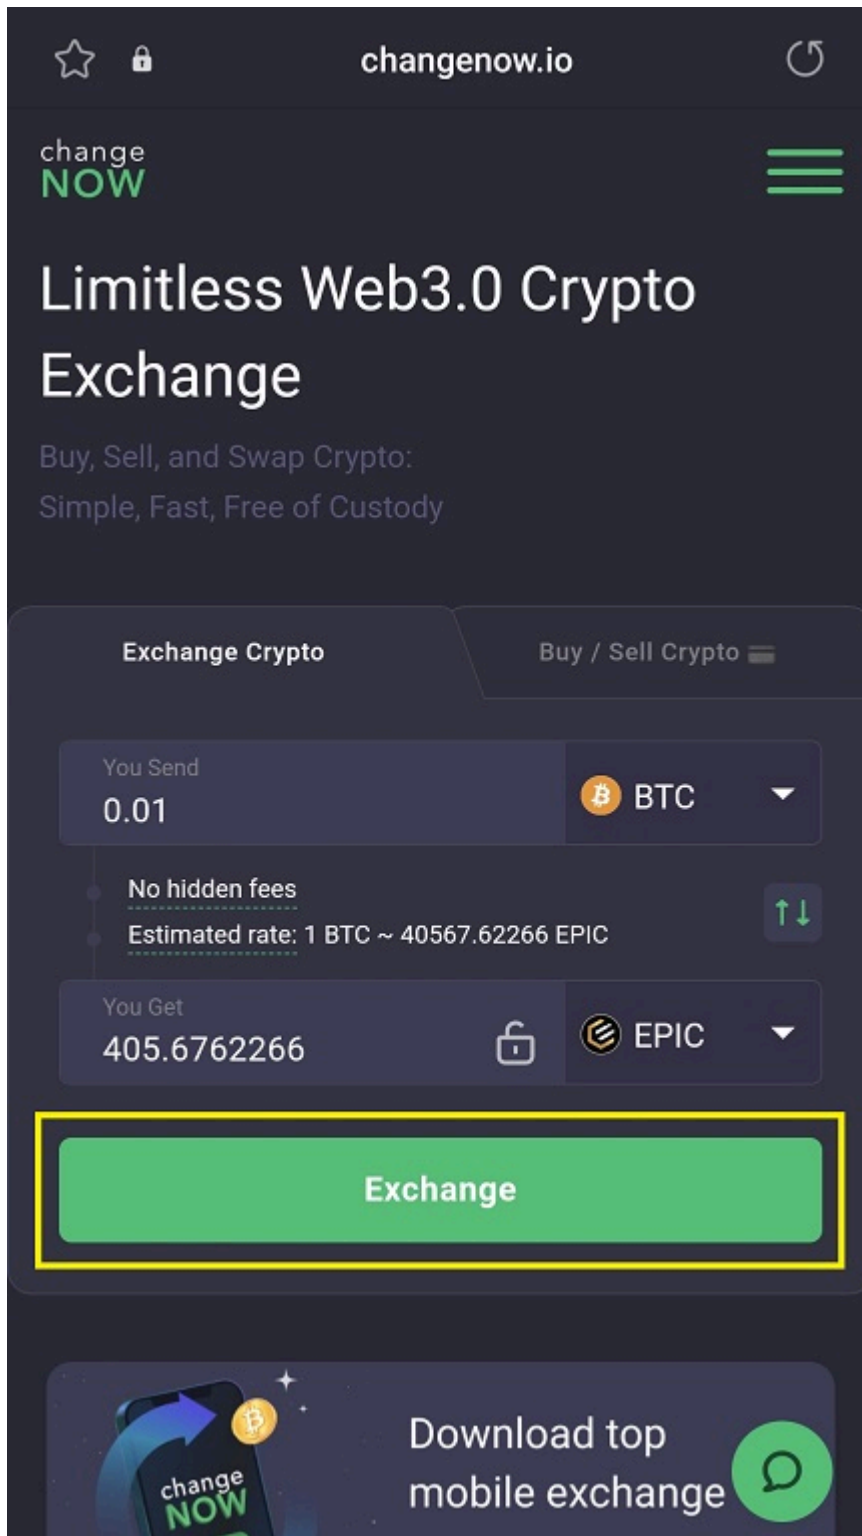 changenow.io
change
NOW
Limitless Web3.0 Crypto
Exchange
Buy, Sell, and Swap Crypto:
Simple, Fast, Free of Custody
Exchange Crypto
Buy / Sell Crypto
You Send
0.01
BTC
No hidden fees
Estimated rate: 1 BTC ~ 40567.62266 EPIC
You Get
405.6762266
EPIC
Exchange
Download top
mobile exchange
change
NOW